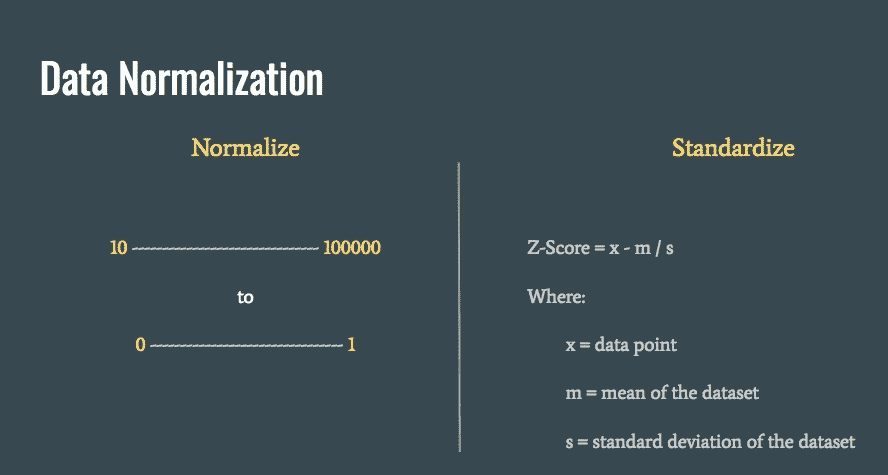 Data Normalization
Normalize
10 ---------------------------- 100000
to
0 ----------------------------- 1
Standardize
Z-Score = x - m / s
Where:
x = data point
m = mean of the dataset
s = standard deviation of the dataset